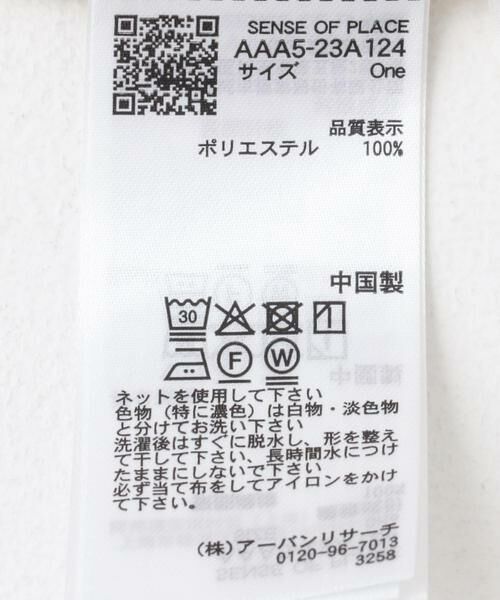 SENSE OF PLACE
AAA5-23A124
サイズ One
品質表示
ポリエステル 100%
中国製
30
F W
ネットを使用して下さい
色物（特に濃色）は白物・淡色物
と分けてお洗い下さい
洗濯後はすぐに脱水し、形を整え
て干して下さい、長時間水につけ
たままにしないで下さい
必ず当て布をしてアイロンをかけ
て下さい。
（株）アーバンリサーチ
0120-96-7013
3258